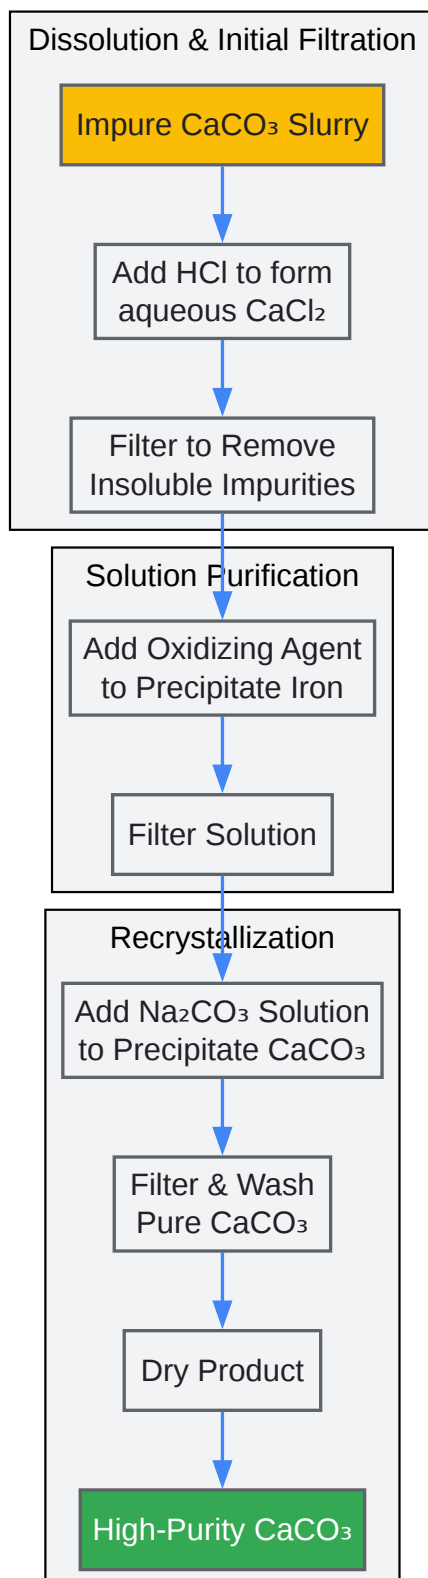 Dissolution & Initial Filtration
Impure CaCO₃ Slurry
Add HCl to form
aqueous CaCl₂
Filter to Remove
Insoluble Impurities
Solution Purification
Add Oxidizing Agent
to Precipitate Iron
Filter Solution
Recrystallization
Add Na₂CO₃ Solution
to Precipitate CaCO₃
Filter & Wash
Pure CaCO₃
Dry Product
High-Purity CaCO₃